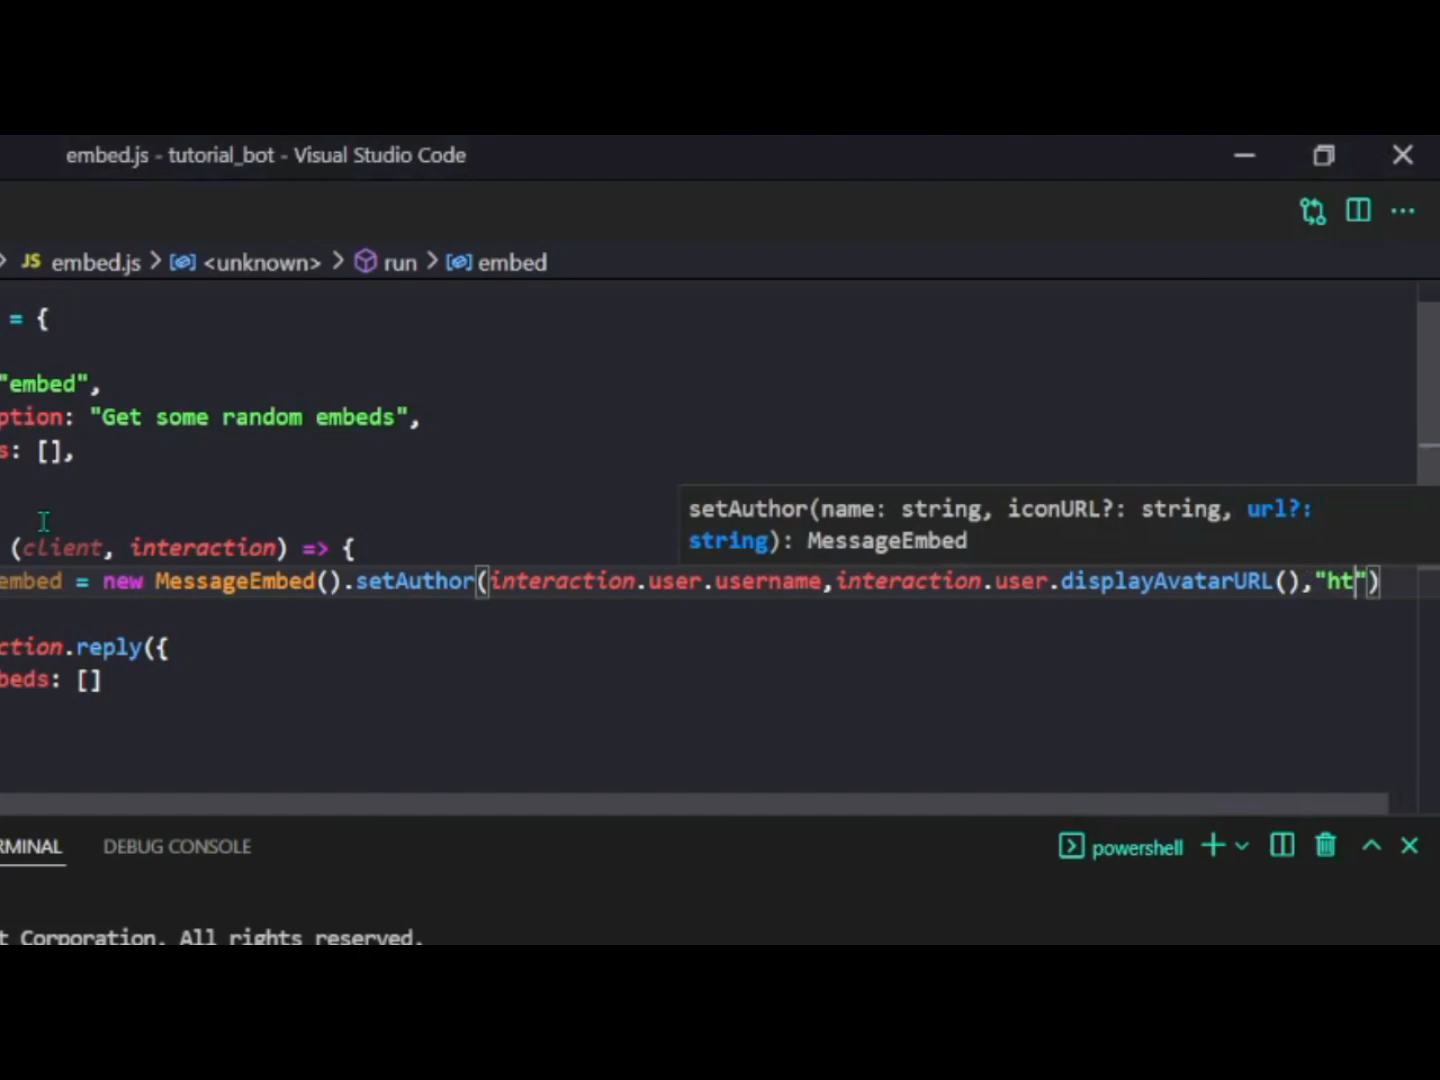 embed.js - tutorial_bot - Visual Studio Code
JS embed.js > <unknown> > run > embed
= {
"embed",
ption: "Get some random embeds",
s: [],
setAuthor(name: string, iconURL?: string, url?:
string): MessageEmbed
(client, interaction) => {
embed = new MessageEmbed().setAuthor(interaction.user.username,interaction.user.displayAvatarURL(),"ht")
ction.reply({
beds: []
RMINAL DEBUG CONSOLE powershell
t Corporation. All rights reserved.